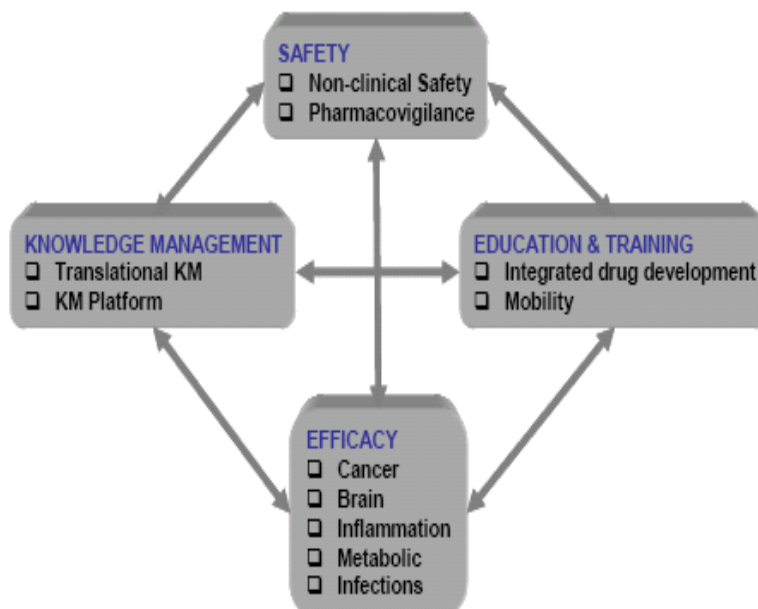 SAFETY
❑ Non-clinical Safety
❑ Pharmacovigilance
KNOWLEDGE MANAGEMENT
❑ Translational KM
❑ KM Platform
EDUCATION & TRAINING
❑ Integrated drug development
❑ Mobility
EFFICACY
❑ Cancer
❑ Brain
❑ Inflammation
❑ Metabolic
❑ Infections